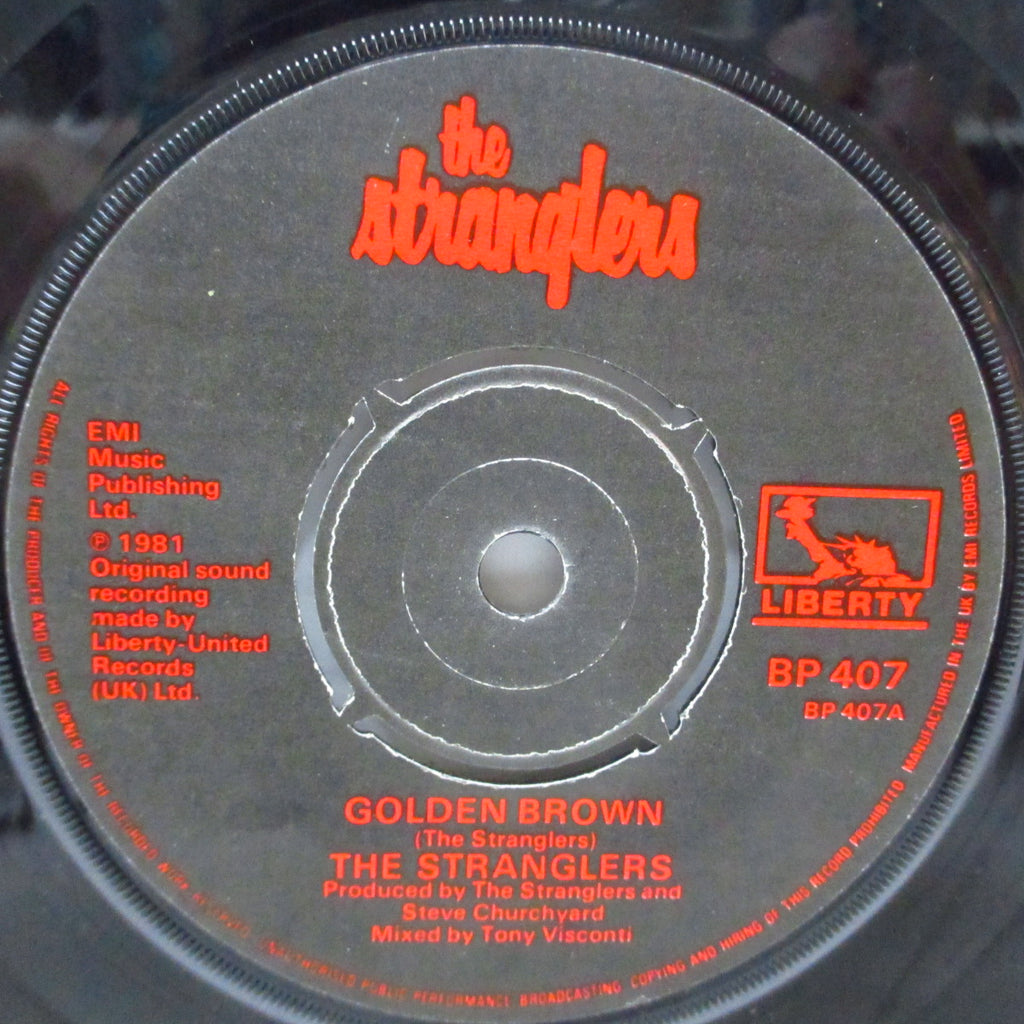 the
stranglers
EMI
Music
Publishing
Ltd.
℗ 1981
Original sound
recording
made by
Liberty-United
Records
(UK) Ltd.
LIBERTY
BP 407
BP 407A
GOLDEN BROWN
(The Stranglers)
THE STRANGLERS
Produced by The Stranglers and
Steve Churchyard
Mixed by Tony Visconti
ALL RIGHTS OF THE PRODUCER AND OF THE OWNER OF THE RECORDED WORK RESERVED. UNAUTHORISED PUBLIC PERFORMANCE BROADCASTING COPYING AND HIRING OF THIS RECORD PROHIBITED MANUFACTURED IN THE UK BY EMI RECORDS LIMITED